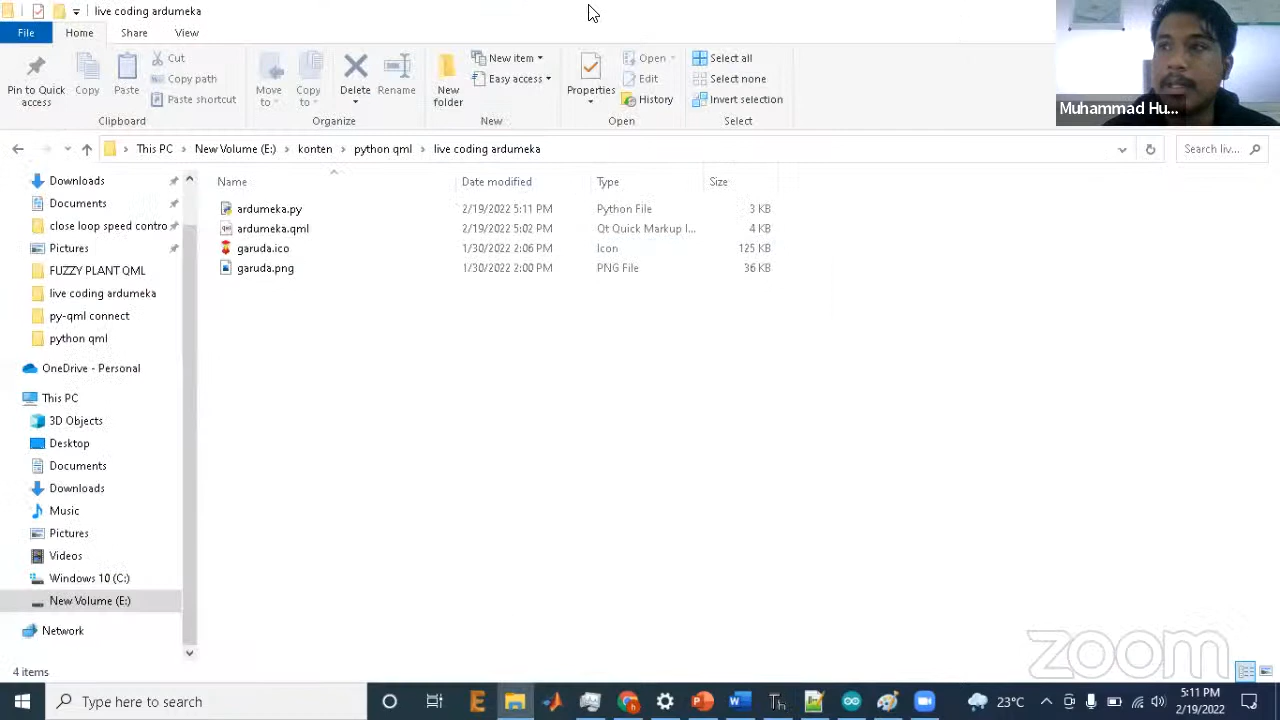 live coding ardumeka
File Home Share View
Pin to Quick access
Copy
Paste
Cut
Copy path
Paste shortcut
Clipboard
Move to
Copy to
Delete
Rename
Organize
New folder
New item
Easy access
New
Properties
Open
Edit
History
Open
Select all
Select none
Invert selection
Select
Muhammad Hu...
This PC New Volume (E:) konten python qml live coding ardumeka
Search liv...
Name Date modified Type Size
ardumeka.py 2/19/2022 5:11 PM Python File 3 KB
ardumeka.qml 2/19/2022 5:02 PM Qt Quick Markup l... 4 KB
garuda.ico 1/30/2022 2:06 PM Icon 125 KB
garuda.png 1/30/2022 2:00 PM PNG File 36 KB
Downloads
Documents
close loop speed contro
Pictures
FUZZY PLANT QML
live coding ardumeka
py-qml connect
python qml
OneDrive - Personal
This PC
3D Objects
Desktop
Documents
Downloads
Music
Pictures
Videos
Windows 10 (C:)
New Volume (E:)
Network
4 items
zoom
Type here to search
23°C
5:11 PM
2/19/2022